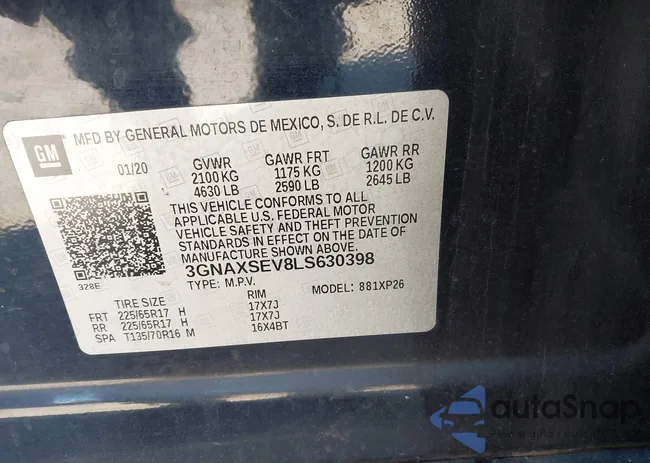 GM
MFD BY GENERAL MOTORS DE MEXICO, S. DE R.L. DE C.V.
01/20 GVWR GAWR FRT GAWR RR
2100 KG 1175 KG 1200 KG
4630 LB 2590 LB 2645 LB
THIS VEHICLE CONFORMS TO ALL
APPLICABLE U.S. FEDERAL MOTOR
VEHICLE SAFETY AND THEFT PREVENTION
STANDARDS IN EFFECT ON THE DATE OF
MANUFACTURE SHOWN ABOVE.
3GNAXSEV8LS630398
328E TYPE: M.P.V. MODEL: 881XP26
TIRE SIZE RIM
FRT 225/65R17 H 17X7J
RR 225/65R17 H 17X7J
SPA T135/70R16 M 16X4BT
autoSnap